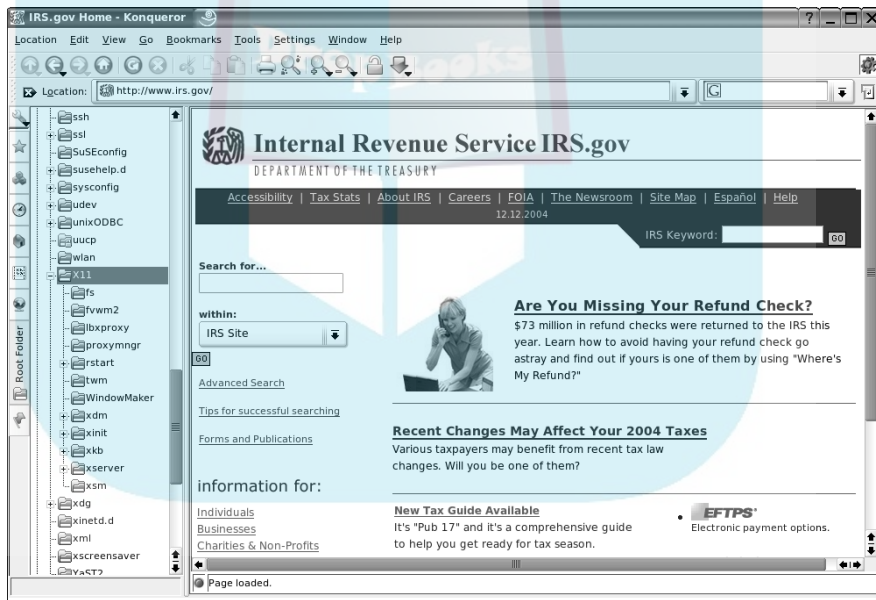 IRS.gov Home - Konqueror
Location Edit View Go Bookmarks Tools Settings Window Help
Location: http://www.irs.gov/
G
Root Folder
ssh
ssl
SuSEconfig
susehelp.d
sysconfig
udev
unixODBC
uucp
wlan
X11
fs
fvwm2
lbxproxy
proxymngr
rstart
twm
WindowMaker
xdm
xinit
xkb
xserver
xsm
xdg
xinetd.d
xml
xscreensaver
YaST2
Internal Revenue Service IRS.gov
DEPARTMENT OF THE TREASURY
Accessibility | Tax Stats | About IRS | Careers | FOIA | The Newsroom | Site Map | Español | Help
12.12.2004
IRS Keyword: GO
Search for...
within:
IRS Site
GO
Advanced Search
Tips for successful searching
Forms and Publications
information for:
Individuals
Businesses
Charities & Non-Profits
Are You Missing Your Refund Check?
$73 million in refund checks were returned to the IRS this
year. Learn how to avoid having your refund check go
astray and find out if yours is one of them by using "Where's
My Refund?"
Recent Changes May Affect Your 2004 Taxes
Various taxpayers may benefit from recent tax law
changes. Will you be one of them?
New Tax Guide Available
It's "Pub 17" and it's a comprehensive guide
to help you get ready for tax season.
EFTPS
Electronic payment options.
Page loaded.